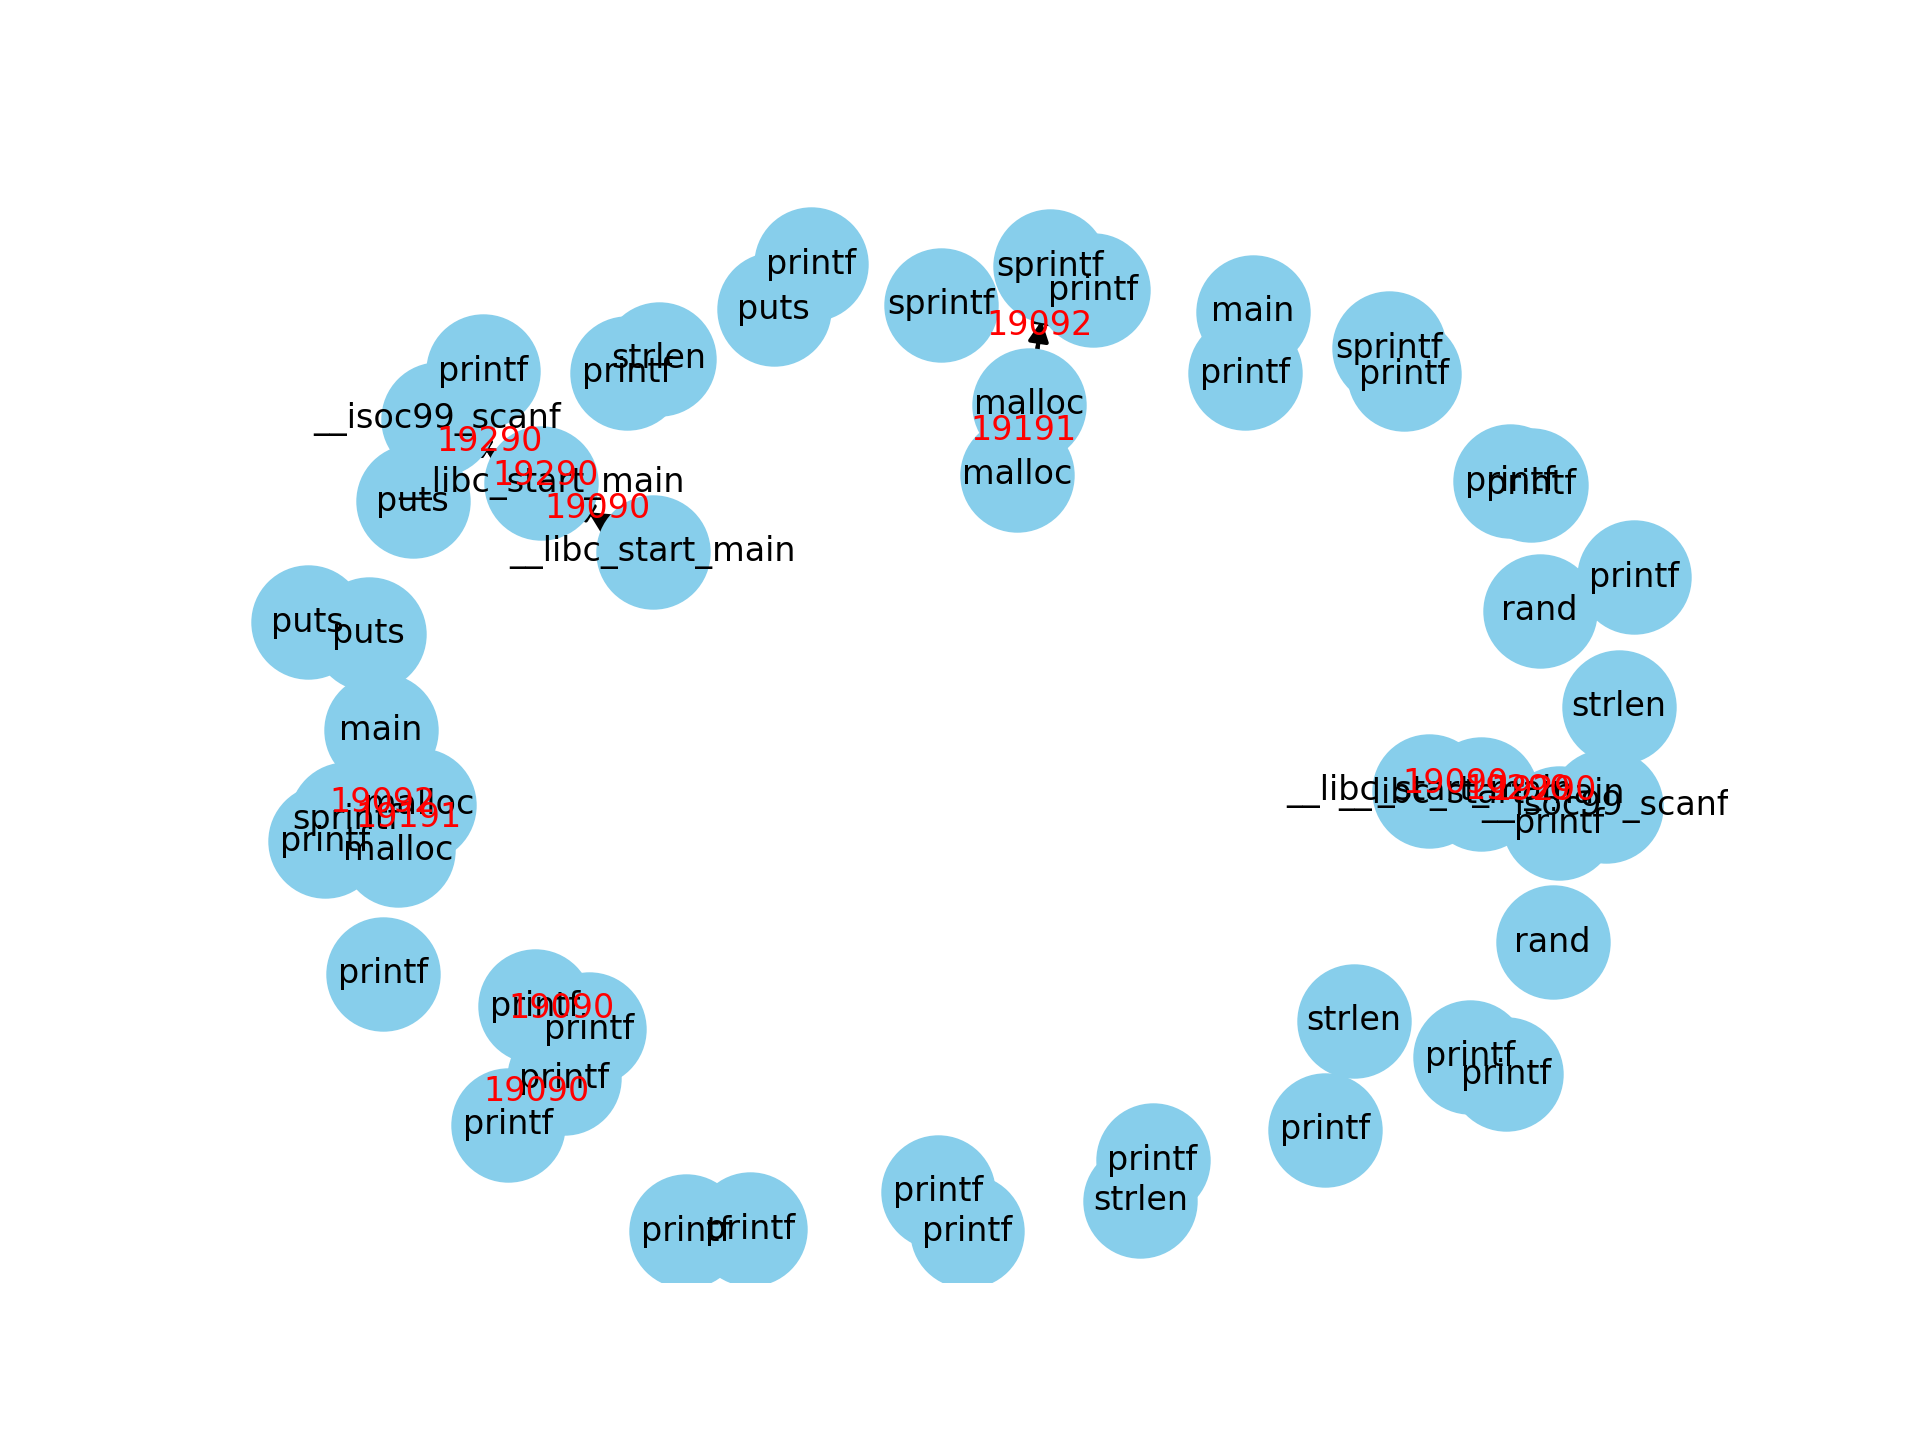 printf
sprintf
printf
puts
sprintf
printf
main
sprintf
19092
strlen
printf
printf
printf
printf
malloc
__isoc99_scanf
19191
19290
malloc
19290
__libc_start_main
puts
printf
printf
19090
__libc_start_main
printf
rand
puts
puts
strlen
main
19090
__libc_start_main
__libc_start_main
19290
19092
malloc
__isoc99_scanf
19191
sprintf
printf
printf
malloc
rand
printf
printf
19090
strlen
printf
printf
printf
printf
19090
printf
printf
printf
printf
strlen
printf
printf
printf